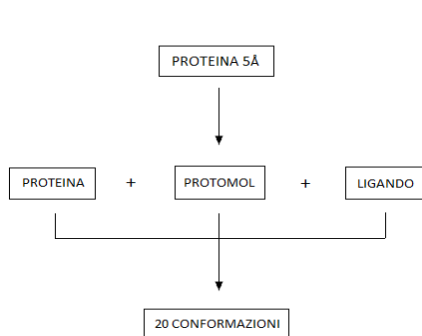 PROTEINA 5Å
PROTEINA + PROTOMOL + LIGANDO
20 CONFORMAZIONI